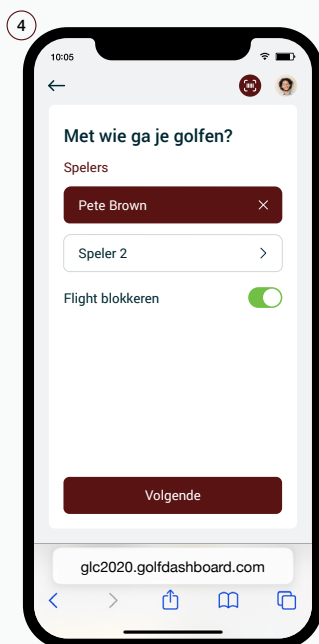 4
10:05
Met wie ga je golfen?
Spelers
Pete Brown
Speler 2
Flight blokkeren
Volgende
glc2020.golfdashboard.com